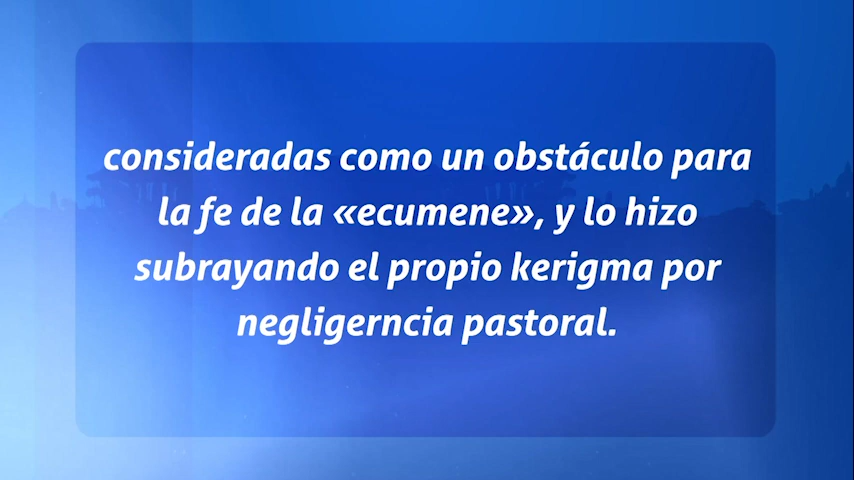 consideradas como un obstáculo para
la fe de la «ecumene», y lo hizo
subrayando el propio kerigma por
negligerncia pastoral.